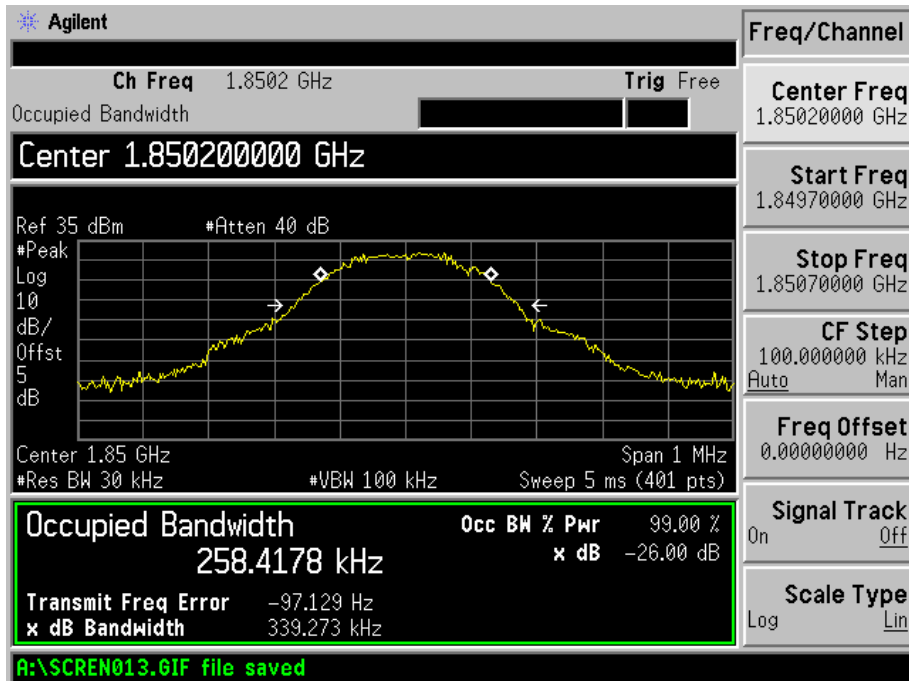 Agilent
Ch Freq 1.8502 GHz Trig Free
Occupied Bandwidth
Center 1.850200000 GHz
Ref 35 dBm #Atten 40 dB
#Peak
Log
10
dB/
Offst
5
dB
Center 1.85 GHz Span 1 MHz
#Res BW 30 kHz #VBW 100 kHz Sweep 5 ms (401 pts)
Occupied Bandwidth Occ BW % Pwr 99.00 %
258.4178 kHz x dB -26.00 dB
Transmit Freq Error -97.129 Hz
x dB Bandwidth 339.273 kHz
A:\SCREN013.GIF file saved
Freq/Channel
Center Freq
1.85020000 GHz
Start Freq
1.84970000 GHz
Stop Freq
1.85070000 GHz
CF Step
100.000000 kHz
Auto Man
Freq Offset
0.00000000 Hz
Signal Track
On Off
Scale Type
Log Lin